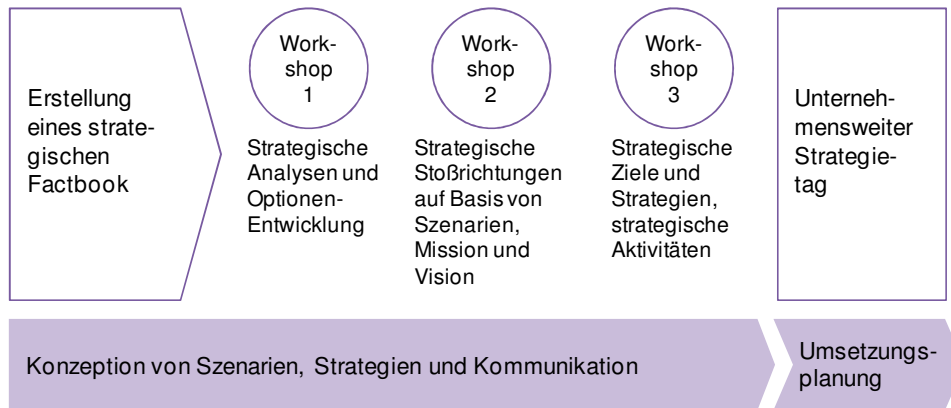 Erstellung
eines strate-
gischen
Factbook
Work-
shop
1
Strategische
Analysen und
Optionen-
Entwicklung
Work-
shop
2
Strategische
Stoßrichtungen
auf Basis von
Szenarien,
Mission und
Vision
Work-
shop
3
Strategische
Ziele und
Strategien,
strategische
Aktivitäten
Unterneh-
mensweiter
Strategie-
tag
Konzeption von Szenarien, Strategien und Kommunikation
Umsetzungs-
planung